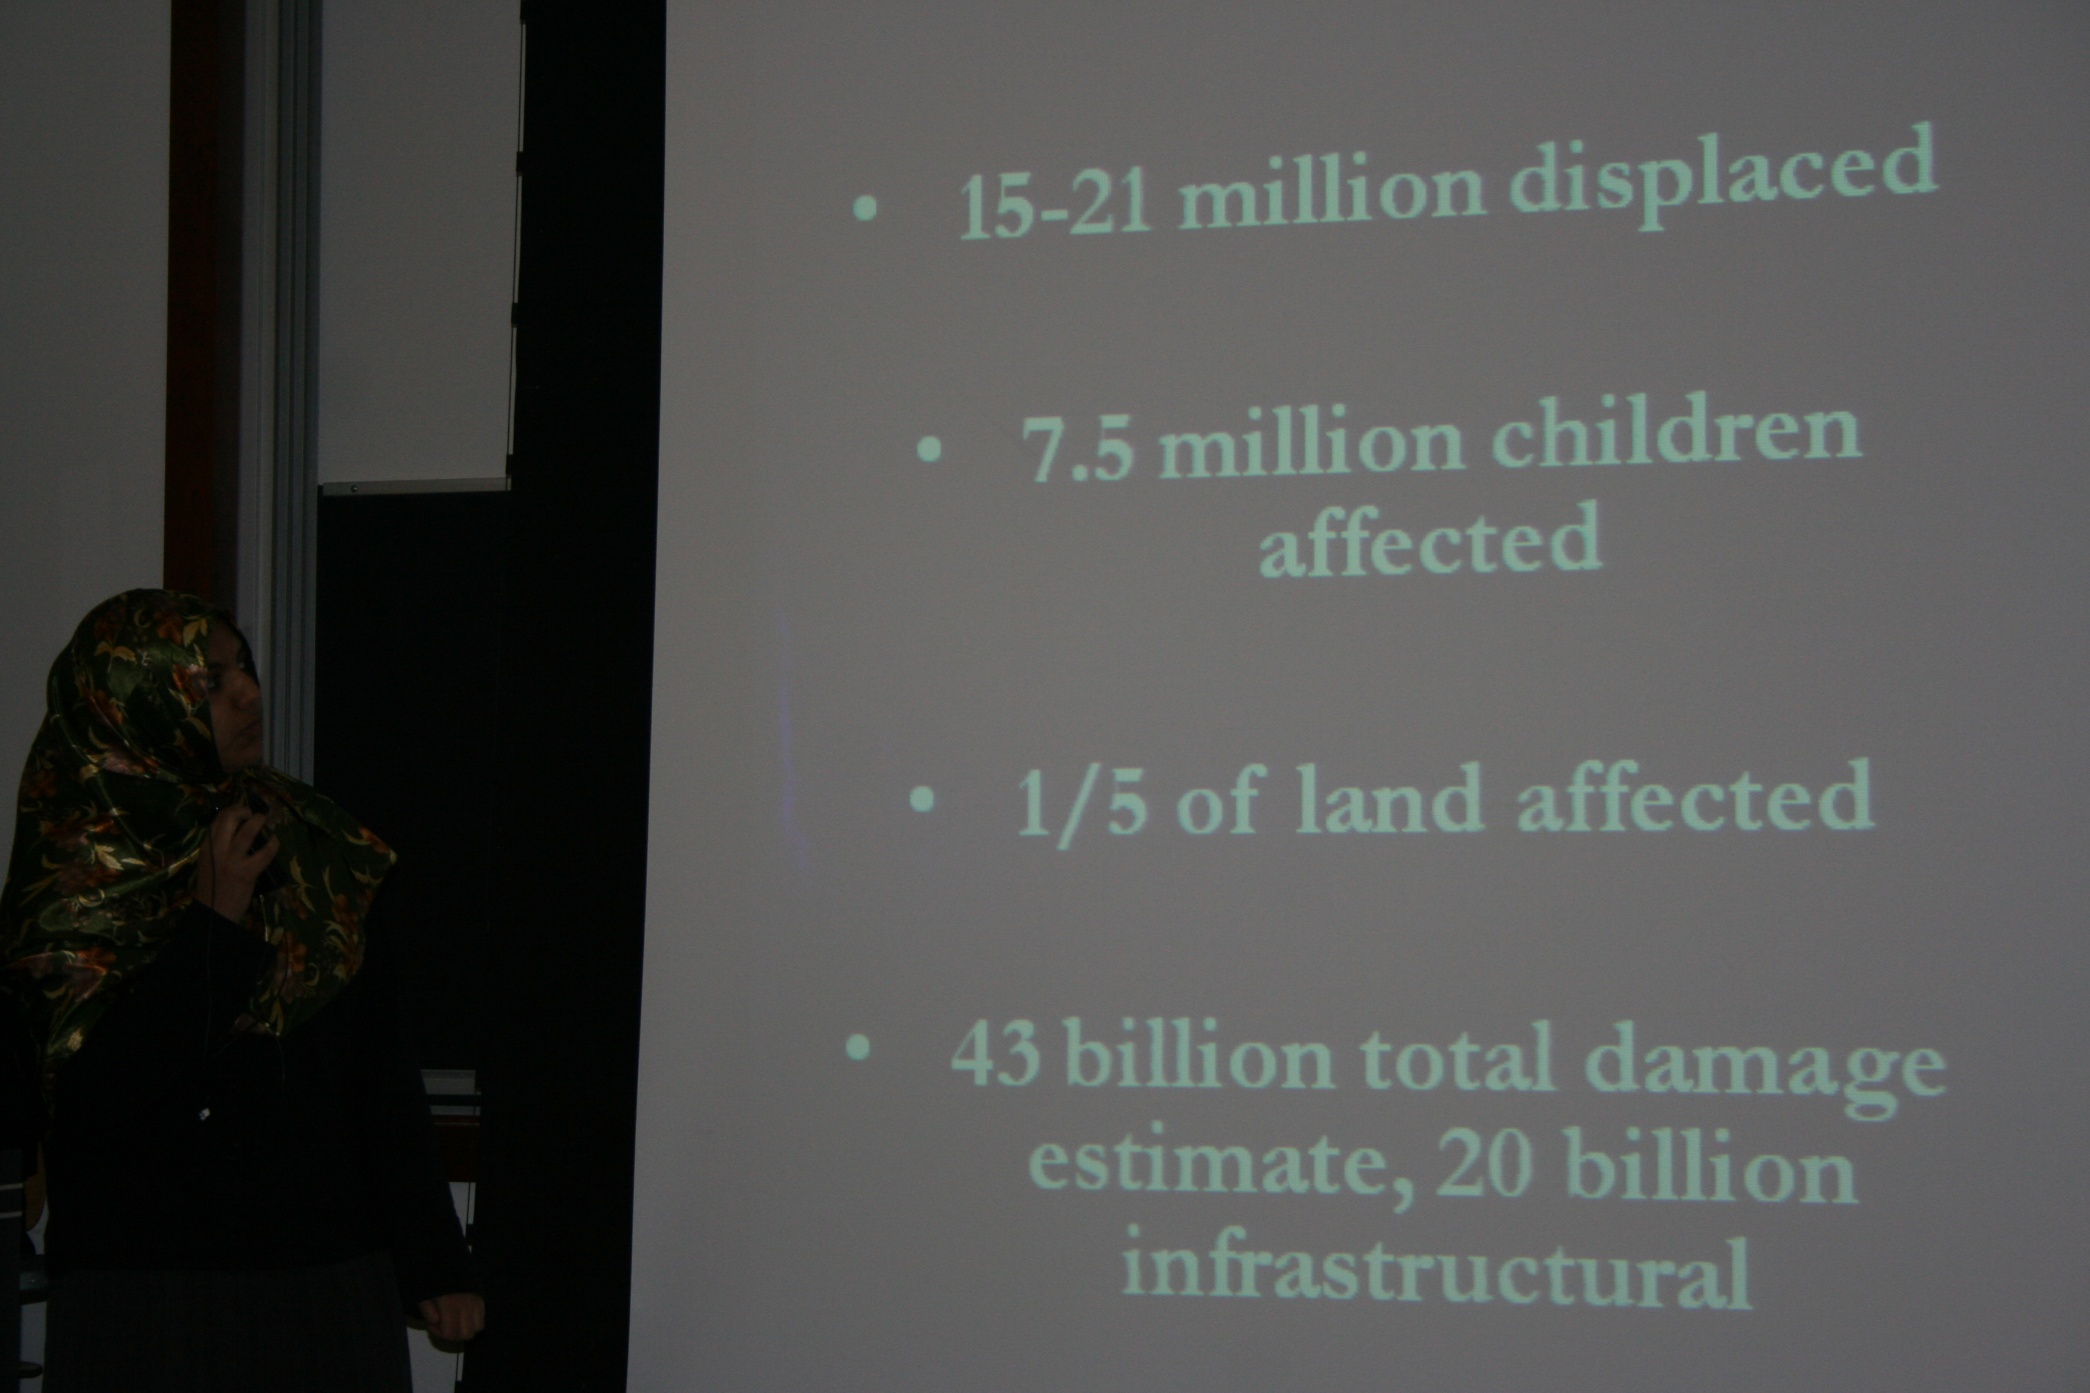 • 15-21 million displaced
• 7.5 million children
affected
• 1/5 of land affected
• 43 billion total damage
estimate, 20 billion
infrastructural